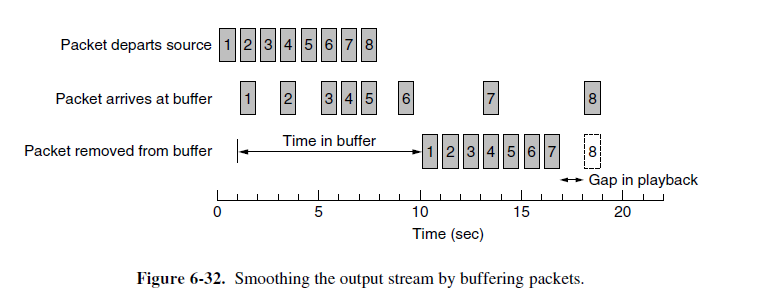 Packet departs source 1 2 3 4 5 6 7 8
Packet arrives at buffer 1 2 3 4 5 6 7 8
Packet removed from buffer Time in buffer 1 2 3 4 5 6 7 8
Gap in playback
0 5 10 15 20
Time (sec)
Figure 6-32. Smoothing the output stream by buffering packets.